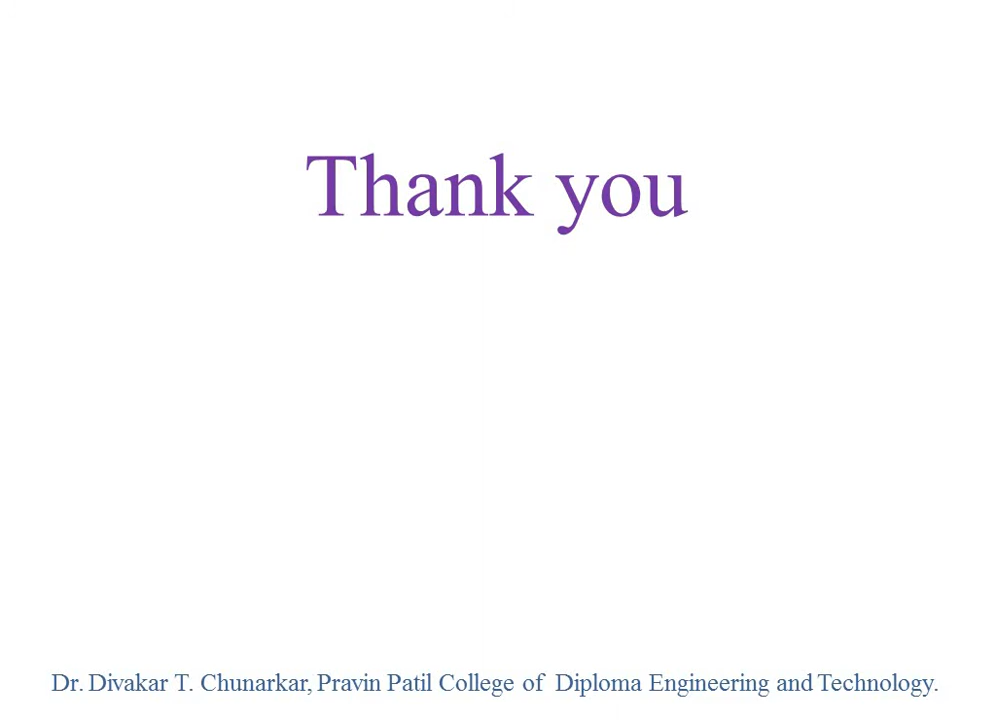 Thank you
Dr. Divakar T. Chunarkar, Pravin Patil College of Diploma Engineering and Technology.